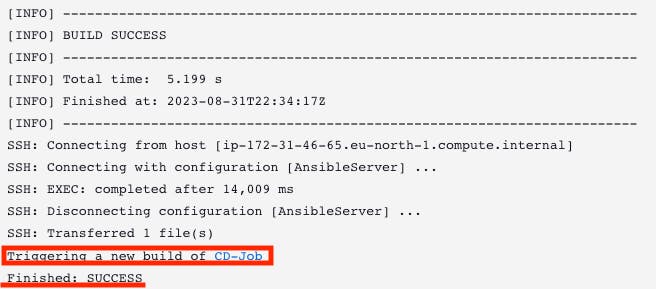 [INFO] ------------------------------------------------------------------------
[INFO] BUILD SUCCESS
[INFO] ------------------------------------------------------------------------
[INFO] Total time:  5.199 s
[INFO] Finished at: 2023-08-31T22:34:17Z
[INFO] ------------------------------------------------------------------------
SSH: Connecting from host [ip-172-31-46-65.eu-north-1.compute.internal]
SSH: Connecting with configuration [AnsibleServer] ...
SSH: EXEC: completed after 14,009 ms
SSH: Disconnecting configuration [AnsibleServer] ...
SSH: Transferred 1 file(s)
Triggering a new build of CD-Job
Finished: SUCCESS